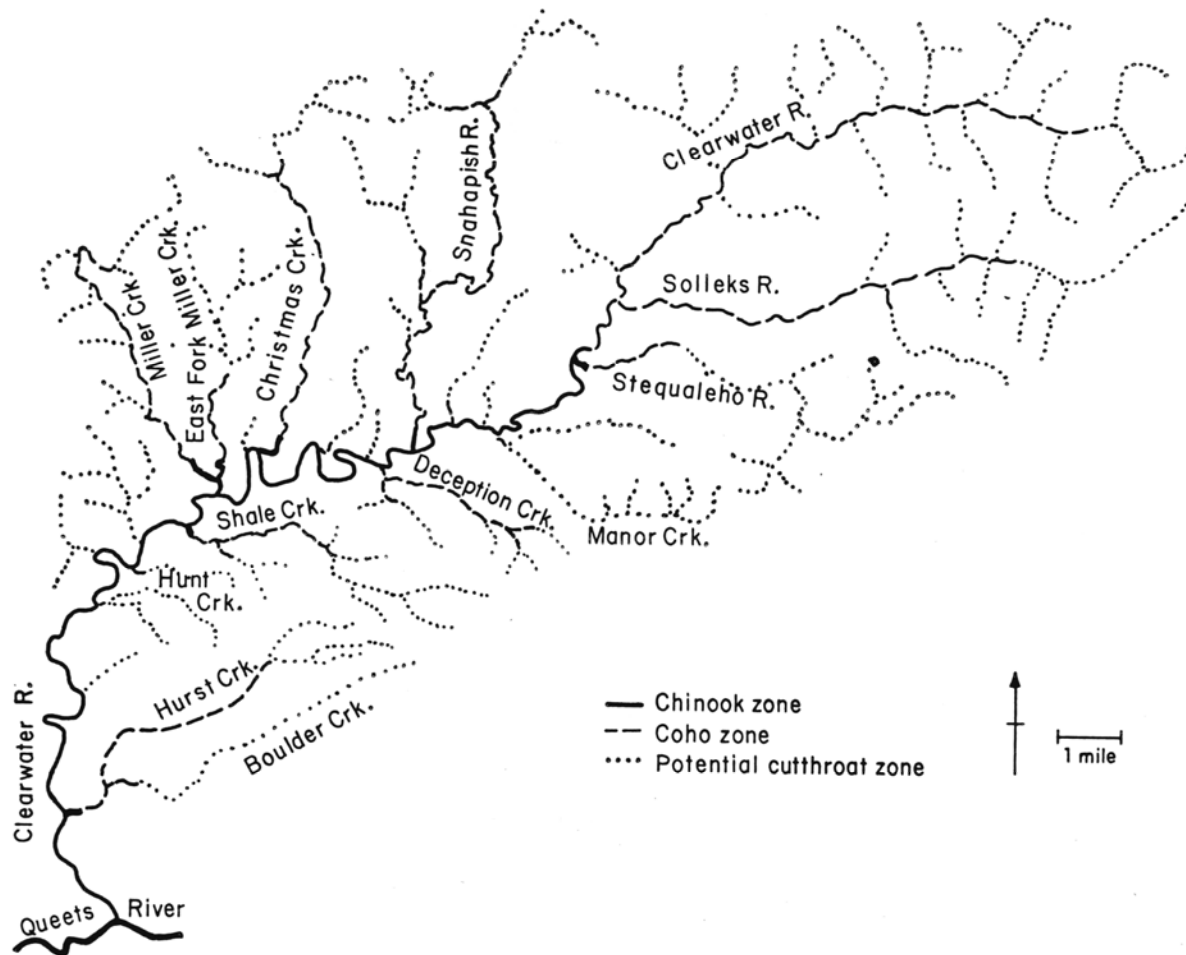 Clearwater R.
Snahapish R.
Miller Crk.
East Fork Miller Crk.
Christmas Crk.
Solleks R.
Stequaleho R.
Deception Crk.
Manor Crk.
Shale Crk.
Hunt
Crk.
Hurst Crk.
Boulder Crk.
Clearwater R.
Chinook zone
Coho zone
Potential cutthroat zone
1 mile
Queets River